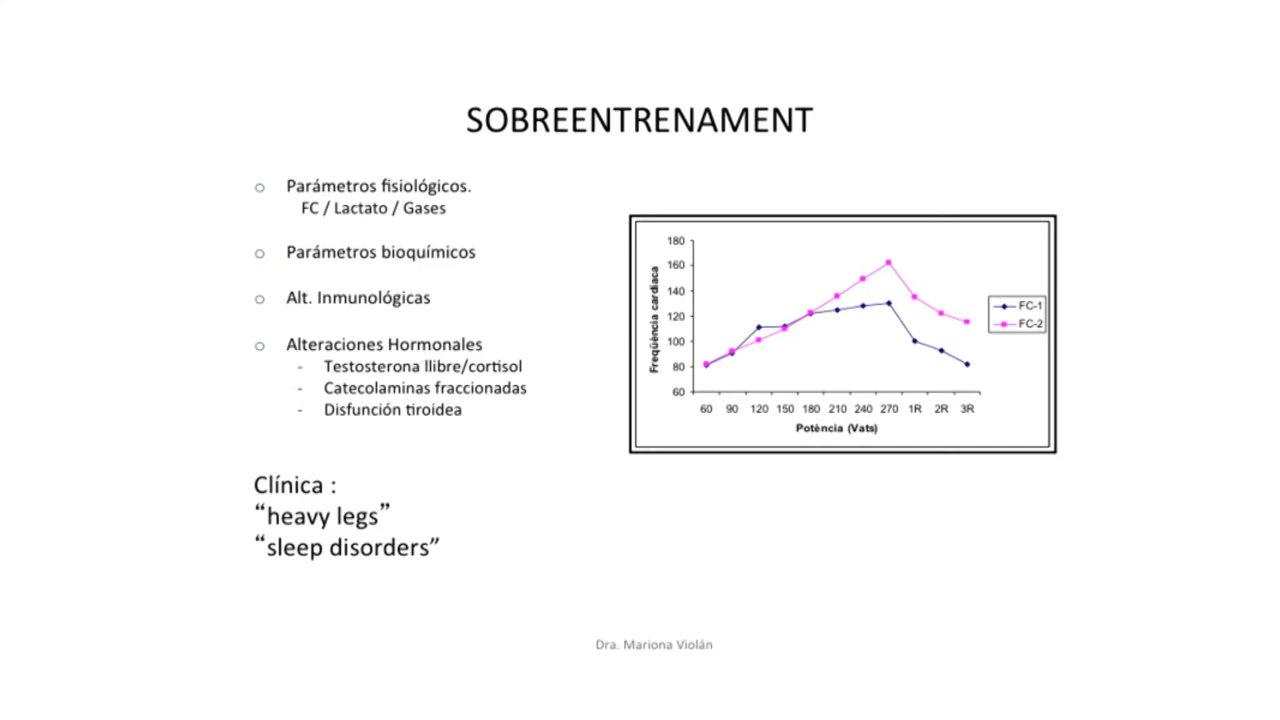 SOBREENTRENAMENT
o Parámetros fisiológicos.
FC / Lactato / Gases
o Parámetros bioquímicos
o Alt. Inmunológicas
o Alteraciones Hormonales
- Testosterona llibre/cortisol
- Catecolaminas fraccionadas
- Disfunción tiroidea
Clínica :
“heavy legs”
“sleep disorders”
Freqüència cardíaca
180
160
140
120
100
80
60
60 90 120 150 180 210 240 270 1R 2R 3R
Potència (Vats)
FC-1
FC-2
Dra. Mariona Violán